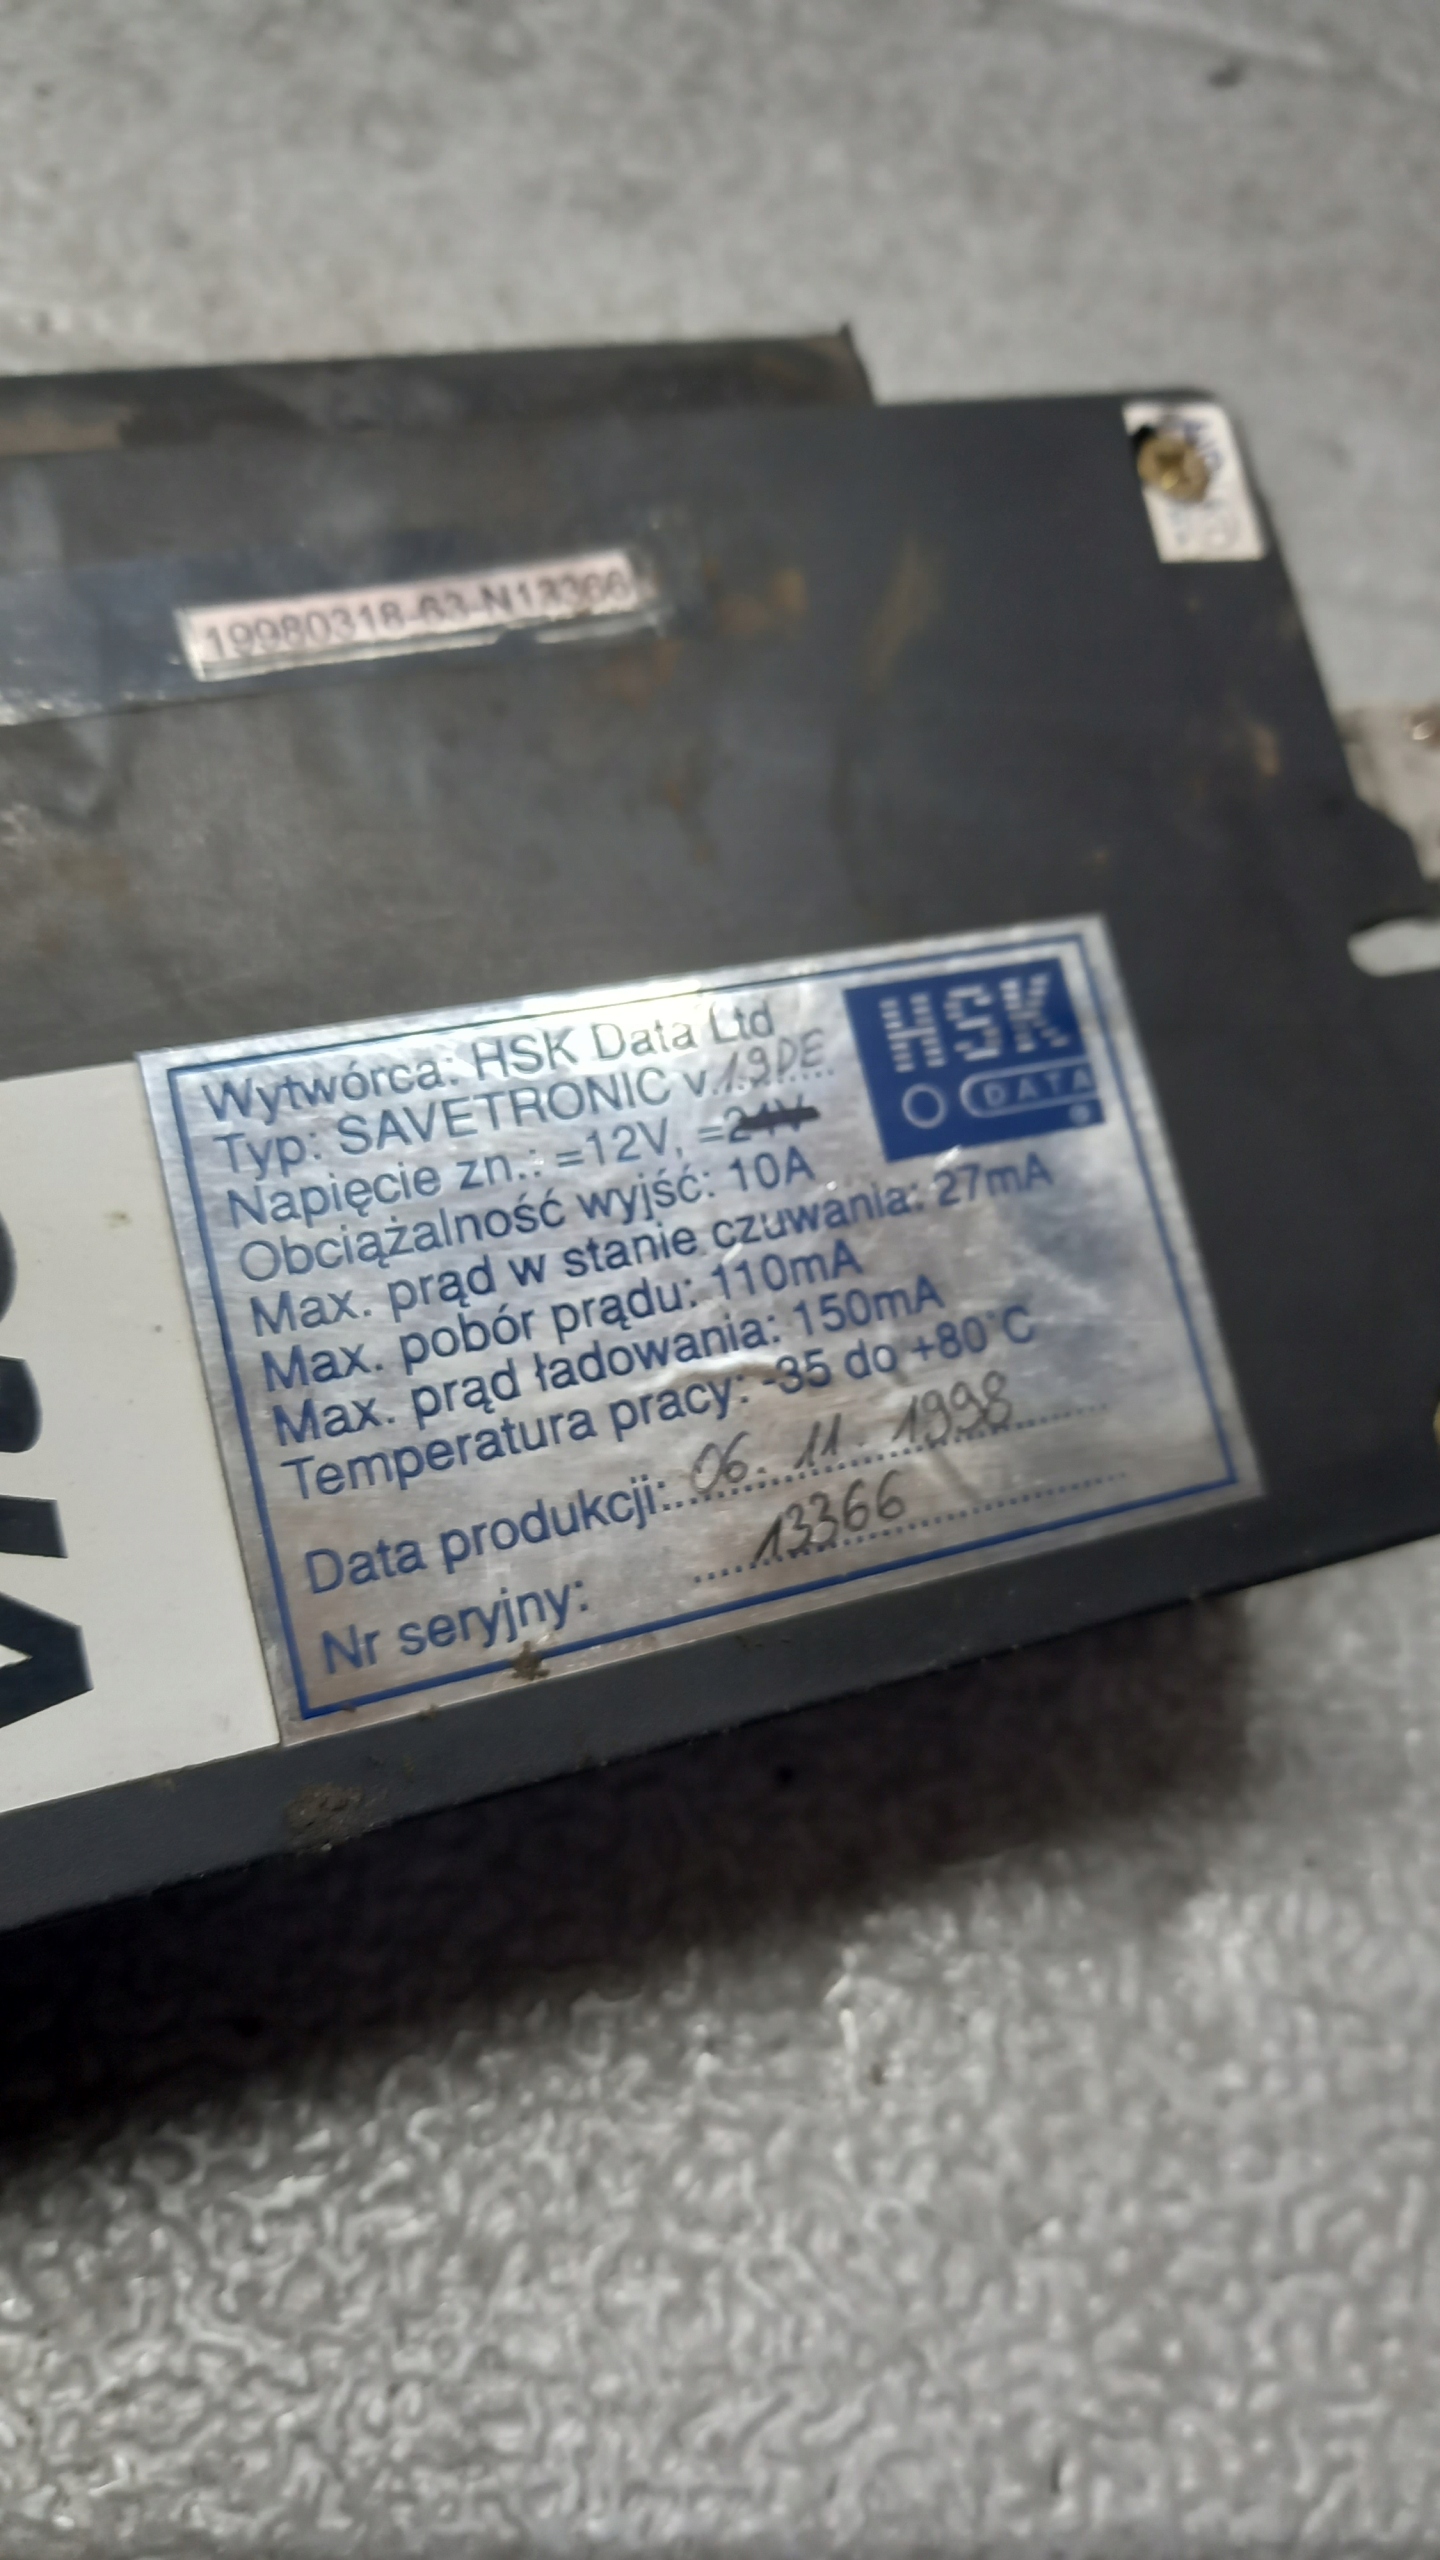 19980318-63-N13366
Wytwórca: HSK Data Ltd
Typ: SAVETRONIC v.1.9DE
Napięcie zn.: =12V, =24V
Obciążalność wyjść: 10A
Max. prąd w stanie czuwania: 27mA
Max. pobór prądu: 110mA
Max. prąd ładowania: 150mA
Temperatura pracy: -35 do +80°C
Data produkcji: 06. 11. 1998
Nr seryjny: 13366
HSK
DATA